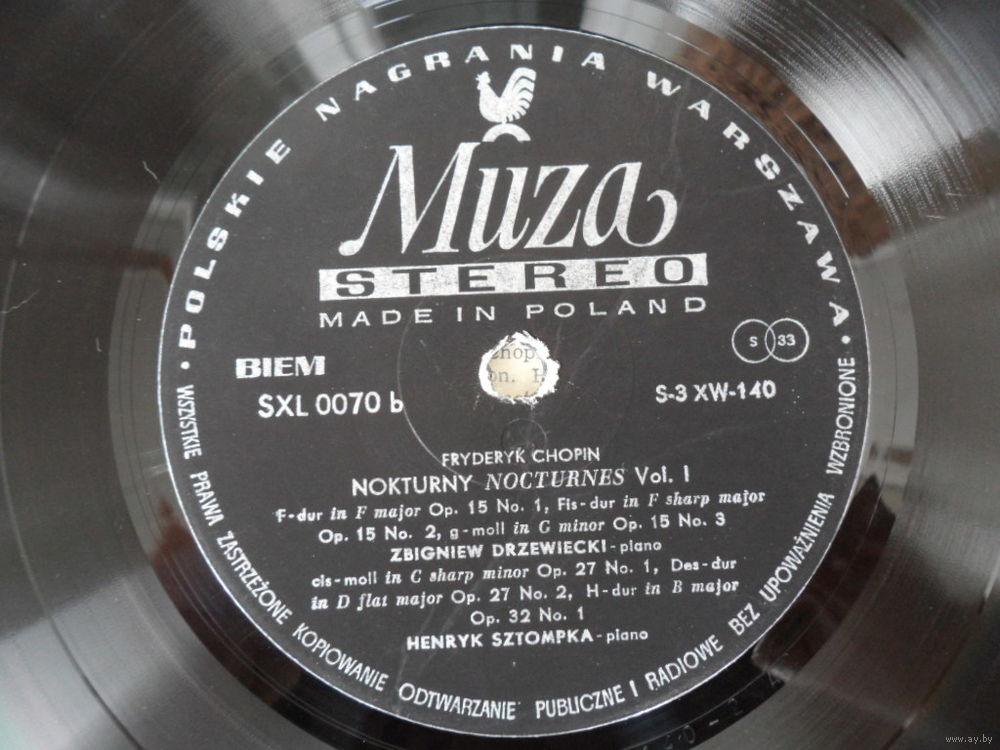 • POLSKIE NAGRANIA WARSZAWA •
Muza
STEREO
MADE IN POLAND
BIEM
S 33
SXL 0070 b
S-3 XW-140
FRYDERYK CHOPIN
NOKTURNY NOCTURNES Vol. I
F-dur in F major Op. 15 No. 1, Fis-dur in F sharp major
Op. 15 No. 2, g-moll in G minor Op. 15 No. 3
ZBIGNIEW DRZEWIECKI-piano
cis-moll in C sharp minor Op. 27 No. 1, Des-dur
in D flat major Op. 27 No. 2, H-dur in B major
Op. 32 No. 1
HENRYK SZTOMPKA-piano
WSZYSTKIE PRAWA ZASTRZEŻONE KOPIOWANIE ODTWARZANIE PUBLICZNE I RADIOWE BEZ UPOWAŻNIENIA WZBRONIONE
www.ay.by